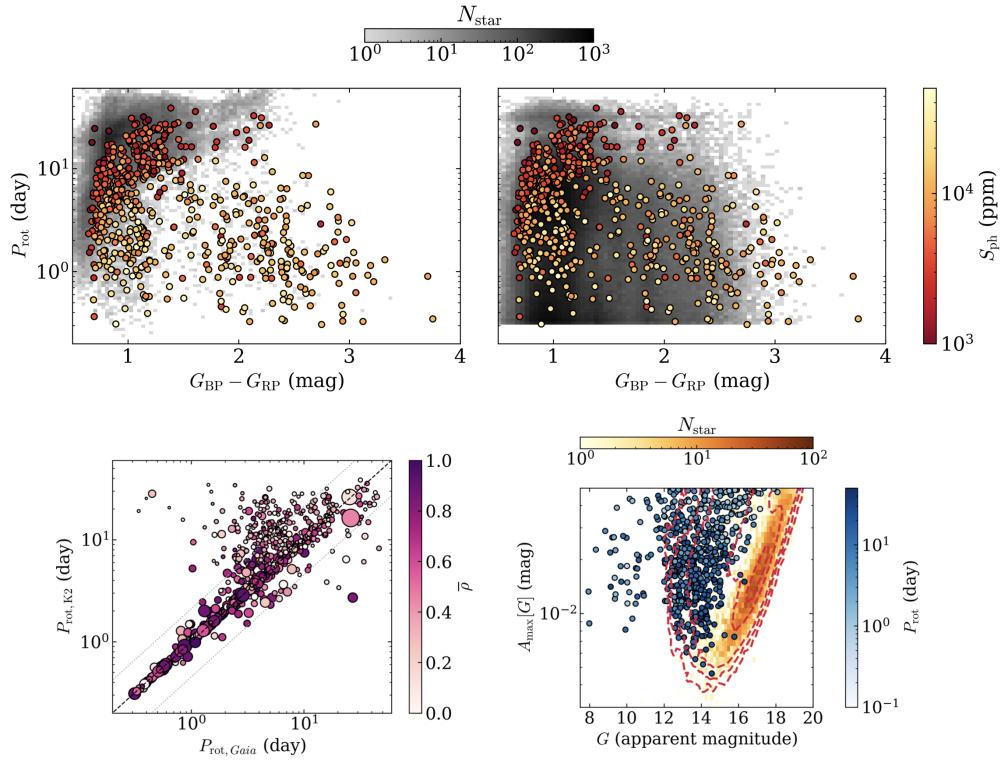 N_star
10^0 10^1 10^2 10^3
P_rot (day)
10^1
10^0
1 2 3 4
G_BP − G_RP (mag)
1 2 3 4
G_BP − G_RP (mag)
10^4
10^3
S_ph (ppm)
P_rot,K2 (day)
10^1
10^0
10^0 10^1
P_rot,Gaia (day)
1.0
0.8
0.6
0.4
0.2
0.0
ρ̅
N_star
10^0 10^1 10^2
A_max[G] (mag)
10^−2
8 10 12 14 16 18 20
G (apparent magnitude)
10^1
10^0
10^−1
P_rot (day)